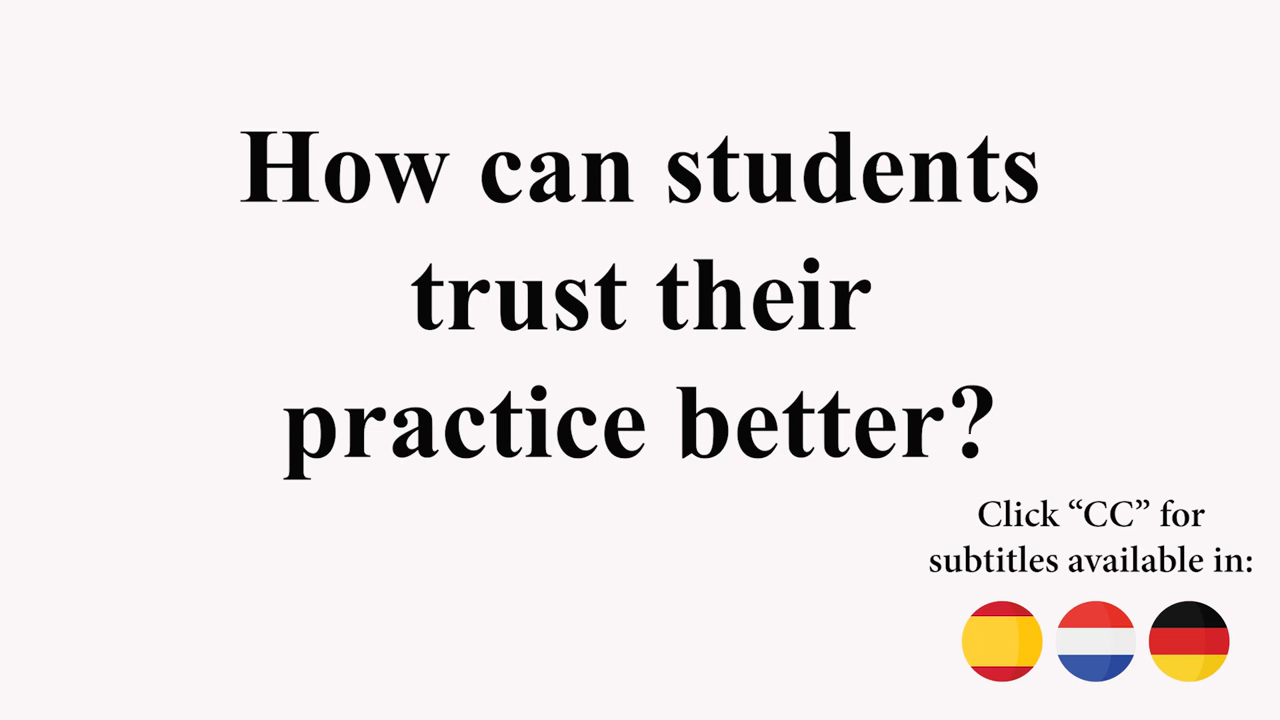 How can students
trust their
practice better?
Click “CC” for
subtitles available in: